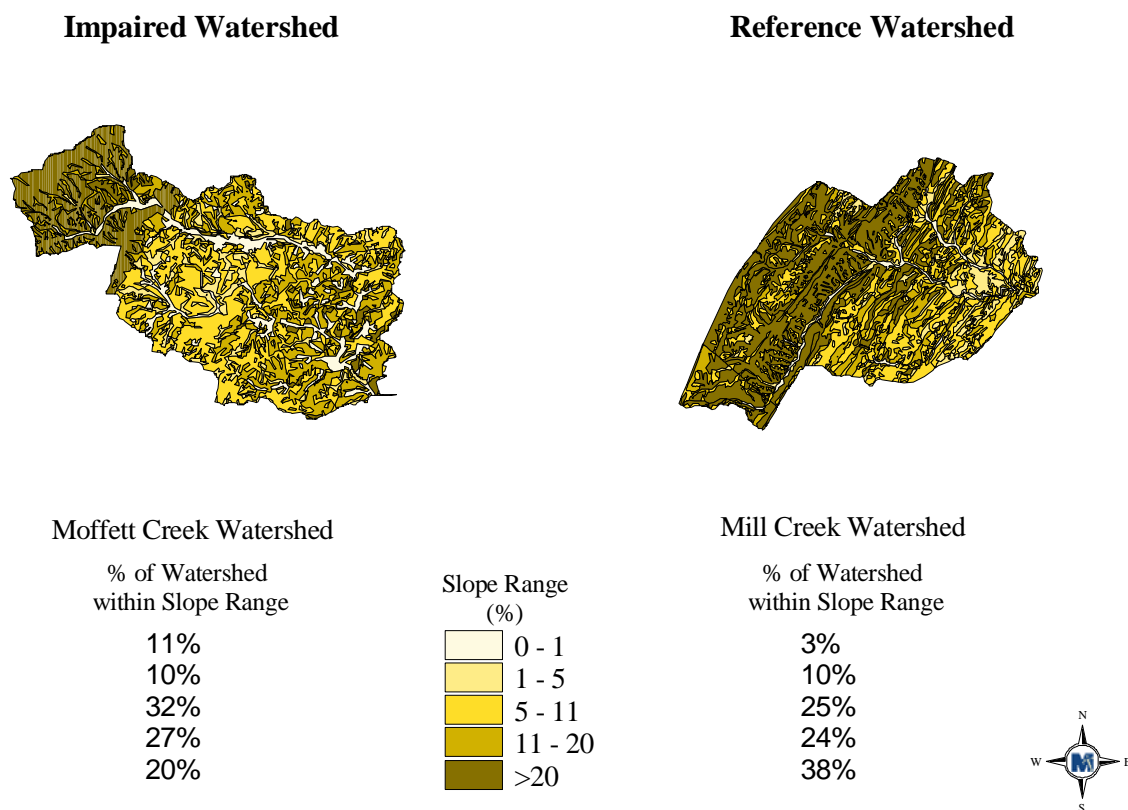 Impaired Watershed
Reference Watershed
Moffett Creek Watershed
% of Watershed
within Slope Range
11%
10%
32%
27%
20%
Slope Range
(%)
0 - 1
1 - 5
5 - 11
11 - 20
>20
Mill Creek Watershed
% of Watershed
within Slope Range
3%
10%
25%
24%
38%
N
W M E
S